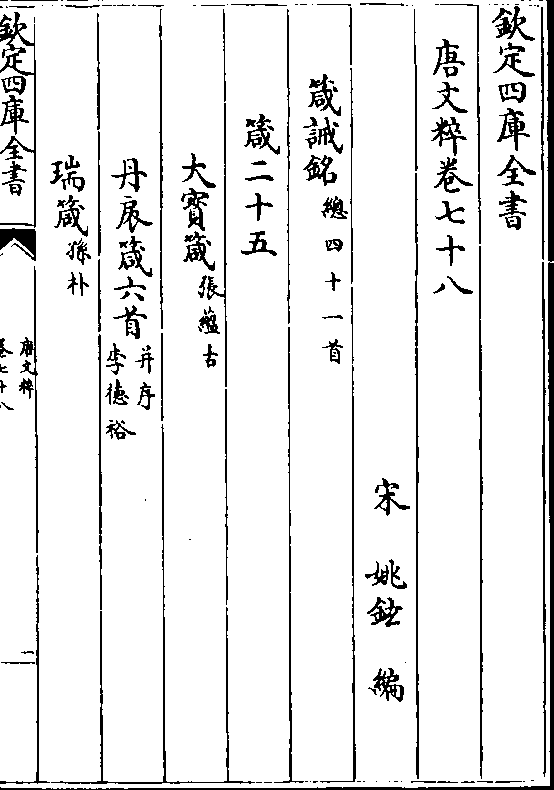 欽定四庫全書
唐文粹卷七十八
宋 姚鉉 編
箴誡銘總四十一首
箴二十五
大寳箴張蘊古
丹扆箴六首并序李德裕
瑞箴孫朴
欽定四庫全書
唐文粹
卷七十八
一